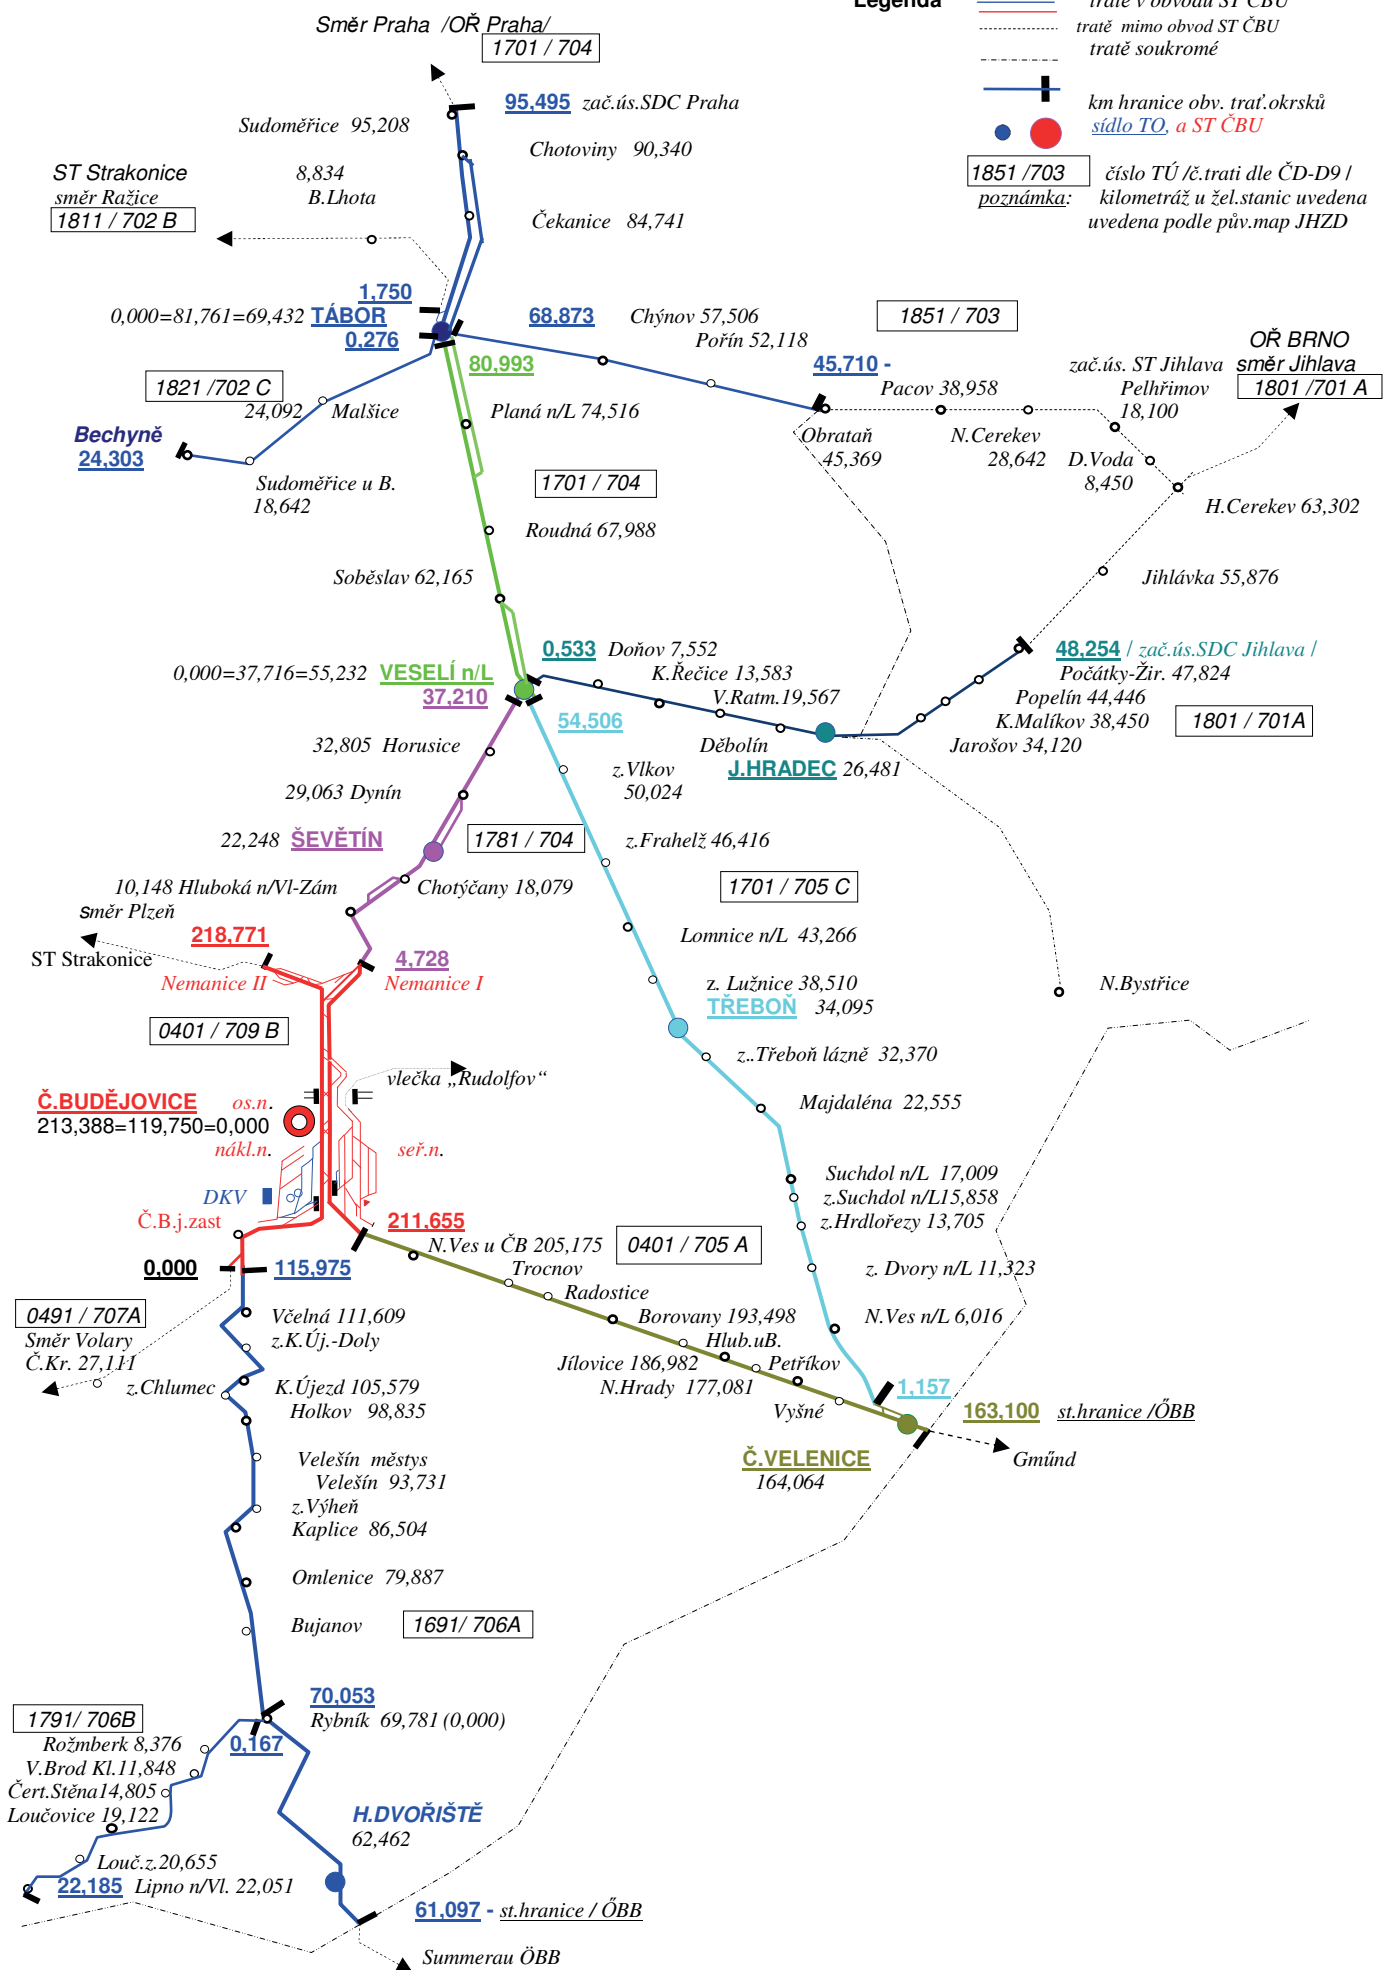 Legenda
tratě v obvodu ST ČBU
tratě mimo obvod ST ČBU
tratě soukromé
km hranice obv. trať.okrsků
sídlo TO, a ST ČBU
1851 /703 číslo TÚ /č.trati dle ČD-D9 /
poznámka: kilometráž u žel.stanic uvedena
uvedena podle pův.map JHZD
Směr Praha /OŘ Praha/
1701 / 704
95,495 zač.ús.SDC Praha
Sudoměřice 95,208
Chotoviny 90,340
ST Strakonice
směr Ražice
1811 / 702 B
8,834
B.Lhota
Čekanice 84,741
1,750
0,000=81,761=69,432 TÁBOR
0,276
68,873
Chýnov 57,506
Pořín 52,118
1851 / 703
80,993
45,710 -
OŘ BRNO
směr Jihlava
1801 /701 A
zač.ús. ST Jihlava
Pelhřimov
18,100
1821 /702 C
24,092 Malšice
Planá n/L 74,516
Pacov 38,958
Bechyně
24,303
Obrataň
45,369
N.Cerekev
28,642
D.Voda
8,450
Sudoměřice u B.
18,642
1701 / 704
H.Cerekev 63,302
Roudná 67,988
Soběslav 62,165
Jihlávka 55,876
0,533 Doňov 7,552
48,254 / zač.ús.SDC Jihlava /
0,000=37,716=55,232 VESELÍ n/L
K.Řečice 13,583
Počátky-Žir. 47,824
37,210
V.Ratm.19,567
Popelín 44,446
54,506
K.Malíkov 38,450
1801 / 701A
32,805 Horusice
Děbolín
Jarošov 34,120
J.HRADEC 26,481
z.Vlkov
50,024
29,063 Dynín
22,248 ŠEVĚTÍN
1781 / 704
z.Frahelž 46,416
10,148 Hluboká n/Vl-Zám
Chotýčany 18,079
1701 / 705 C
směr Plzeň
218,771
Lomnice n/L 43,266
ST Strakonice
4,728
Nemanice II
Nemanice I
z. Lužnice 38,510
N.Bystřice
TŘEBOŇ 34,095
0401 / 709 B
z..Třeboň lázně 32,370
vlečka „Rudolfov“
Č.BUDĚJOVICE os.n.
Majdaléna 22,555
213,388=119,750=0,000
nákl.n.
seř.n.
Suchdol n/L 17,009
DKV
z.Suchdol n/L15,858
Č.B.j.zast
211,655
z.Hrdlořezy 13,705
N.Ves u ČB 205,175
0401 / 705 A
0,000
115,975
Trocnov
z. Dvory n/L 11,323
Radostice
0491 / 707A
Včelná 111,609
Borovany 193,498
N.Ves n/L 6,016
Směr Volary
z.K.Új.-Doly
Hlub.uB.
Č.Kr. 27,111
Jílovice 186,982
Petříkov
z.Chlumec
K.Újezd 105,579
N.Hrady 177,081
1,157
Holkov 98,835
Vyšné
163,100 st.hranice /ŐBB
Velešín městys
Č.VELENICE
Gműnd
Velešín 93,731
164,064
z.Výheň
Kaplice 86,504
Omlenice 79,887
Bujanov
1691/ 706A
70,053
1791/ 706B
Rybník 69,781 (0,000)
Rožmberk 8,376
0,167
V.Brod Kl.11,848
Čert.Stěna14,805
Loučovice 19,122
H.DVOŘIŠTĚ
62,462
Louč.z.20,655
22,185 Lipno n/Vl. 22,051
61,097 - st.hranice / ŐBB
Summerau ÖBB